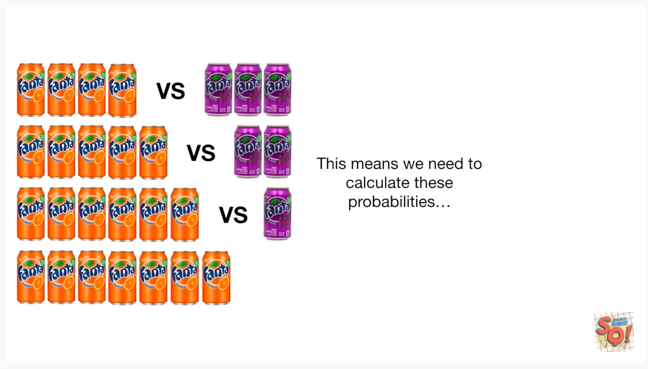 Fanta Fanta Fanta Fanta VS Fanta Fanta Fanta
Fanta Fanta Fanta Fanta Fanta VS Fanta Fanta
Fanta Fanta Fanta Fanta Fanta Fanta VS Fanta
Fanta Fanta Fanta Fanta Fanta Fanta Fanta
This means we need to
calculate these
probabilities…
SQ!